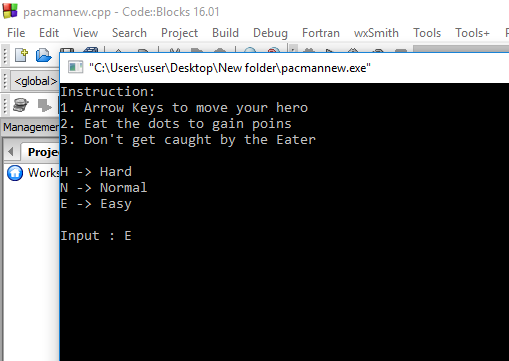 pacmannew.cpp - Code::Blocks 16.01
File Edit View Search Project Build Debug Fortran wxSmith Tools Tools+
<global>
"C:\Users\user\Desktop\New folder\pacmannew.exe"
Management
Projec
Works
Instruction:
1. Arrow Keys to move your hero
2. Eat the dots to gain poins
3. Don't get caught by the Eater
H -> Hard
N -> Normal
E -> Easy
Input : E